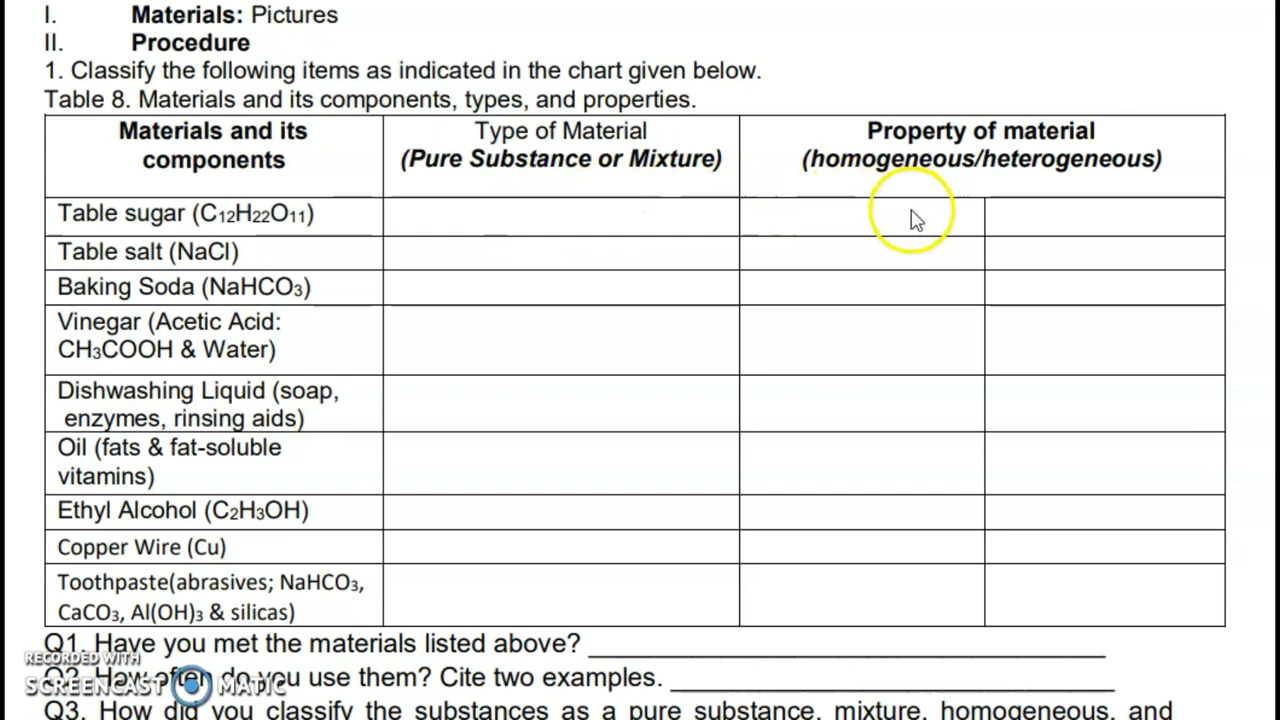 I. Materials: Pictures
II. Procedure
1. Classify the following items as indicated in the chart given below.
Table 8. Materials and its components, types, and properties.
Materials and its
components
Type of Material
(Pure Substance or Mixture)
Property of material
(homogeneous/heterogeneous)
Table sugar (C12H22O11)
Table salt (NaCl)
Baking Soda (NaHCO3)
Vinegar (Acetic Acid:
CH3COOH & Water)
Dishwashing Liquid (soap,
enzymes, rinsing aids)
Oil (fats & fat-soluble
vitamins)
Ethyl Alcohol (C2H3OH)
Copper Wire (Cu)
Toothpaste(abrasives; NaHCO3,
CaCO3, Al(OH)3 & silicas)
Q1. Have you met the materials listed above?
RECORDED WITH
Q2. How often do you use them? Cite two examples.
SCREENCAST MATIC
Q3. How did you classify the substances as a pure substance, mixture, homogeneous, and